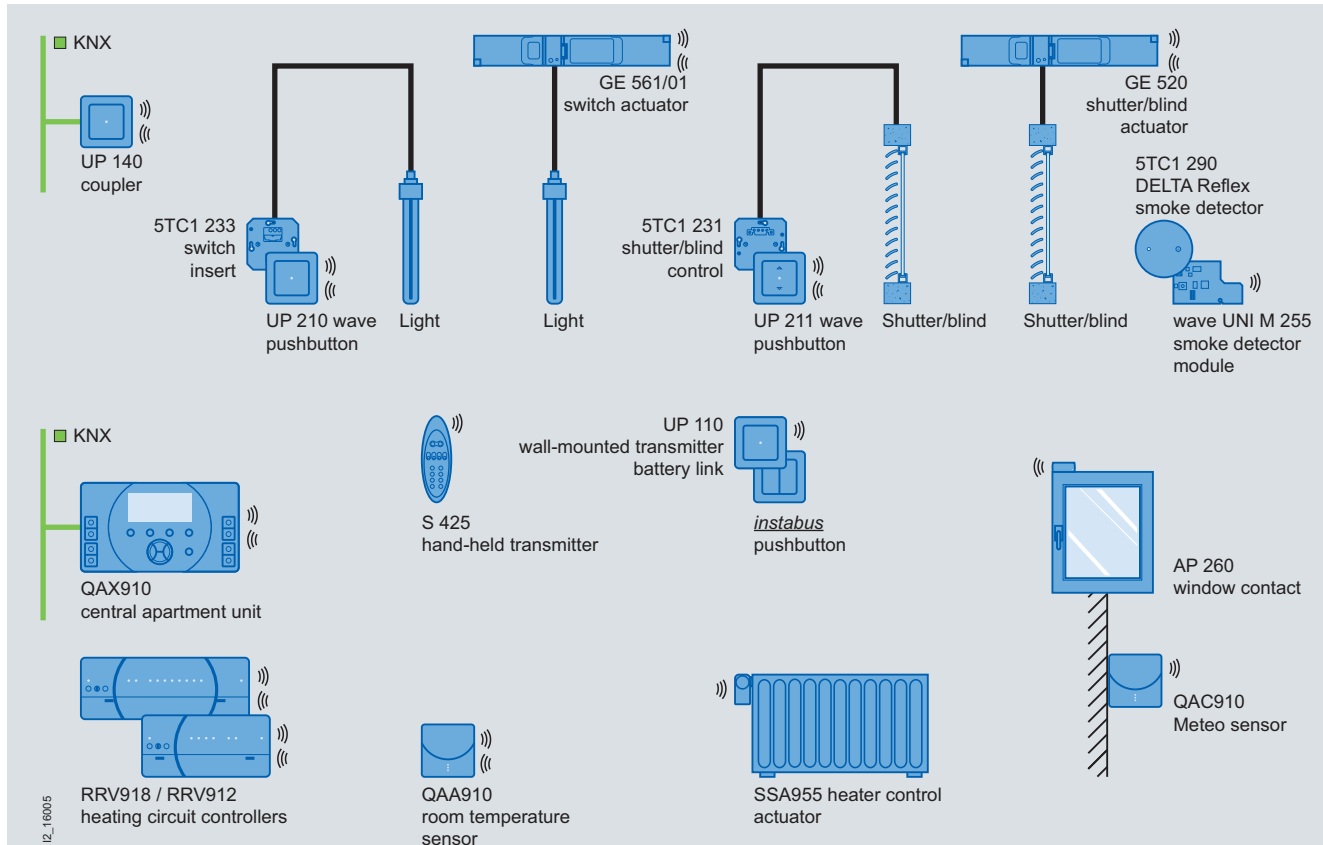 KNX
UP 140
coupler
5TC1 233
switch
insert
UP 210 wave
pushbutton
Light
GE 561/01
switch actuator
Light
5TC1 231
shutter/blind
control
UP 211 wave
pushbutton
Shutter/blind
GE 520
shutter/blind
actuator
Shutter/blind
5TC1 290
DELTA Reflex
smoke detector
wave UNI M 255
smoke detector
module
KNX
QAX910
central apartment unit
S 425
hand-held transmitter
UP 110
wall-mounted transmitter
battery link
instabus
pushbutton
AP 260
window contact
QAC910
Meteo sensor
RRV918 / RRV912
heating circuit controllers
QAA910
room temperature
sensor
SSA955 heater control
actuator
I2_16005